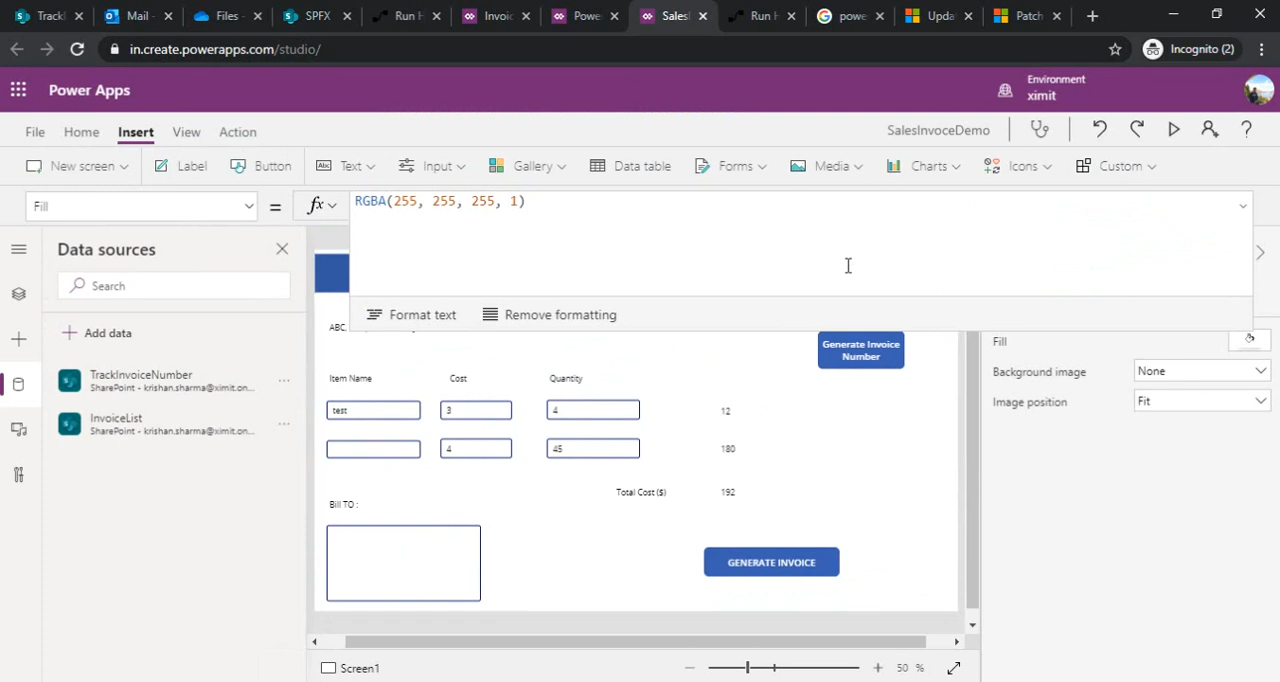 TrackI
Mail -
Files -
SPFX
Run H
Invoic
Power
Sales
Run H
powe
Upda
Patch
in.create.powerapps.com/studio/
Incognito (2)
Power Apps
Environment
ximit
File
Home
Insert
View
Action
SalesInvoceDemo
New screen
Label
Button
Text
Input
Gallery
Data table
Forms
Media
Charts
Icons
Custom
Fill
=
fx
RGBA(255, 255, 255, 1)
Format text
Remove formatting
Data sources
Search
Add data
TrackInvoiceNumber
SharePoint - krishan.sharma@ximit.on...
InvoiceList
SharePoint - krishan.sharma@ximit.on...
ABC.
Generate Invoice
Number
Item Name
Cost
Quantity
test
3
4
12
4
45
180
Total Cost ($)
192
Bill TO :
GENERATE INVOICE
Fill
Background image
None
Image position
Fit
Screen1
50 %